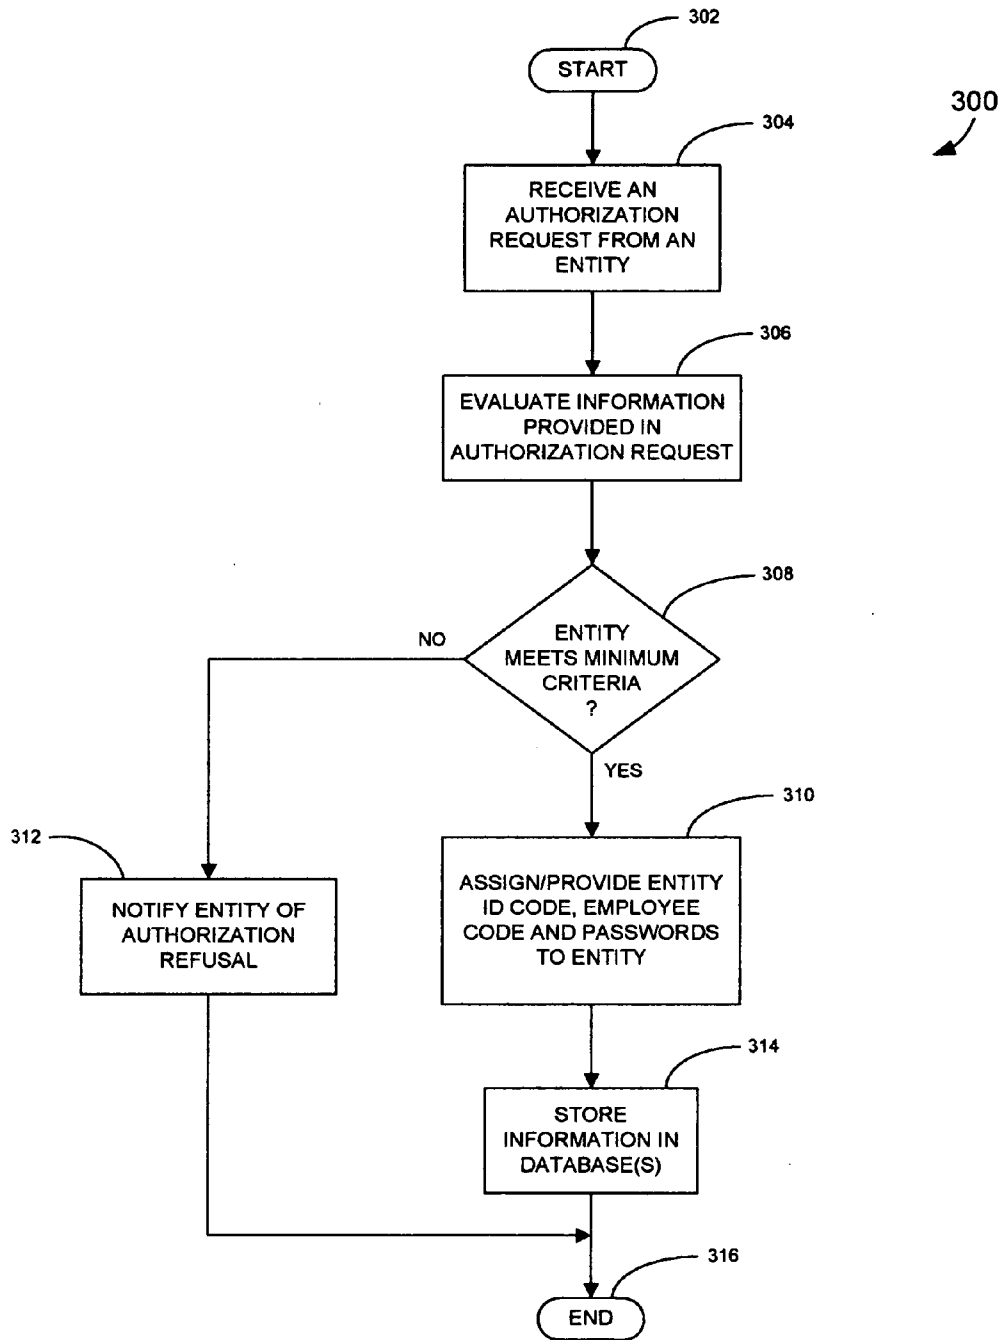 302
START
300
304
RECEIVE AN
AUTHORIZATION
REQUEST FROM AN
ENTITY
306
EVALUATE INFORMATION
PROVIDED IN
AUTHORIZATION REQUEST
308
ENTITY
MEETS MINIMUM
CRITERIA
?
NO
YES
310
ASSIGN/PROVIDE ENTITY
ID CODE, EMPLOYEE
CODE AND PASSWORDS
TO ENTITY
312
NOTIFY ENTITY OF
AUTHORIZATION
REFUSAL
314
STORE
INFORMATION IN
DATABASE(S)
316
END